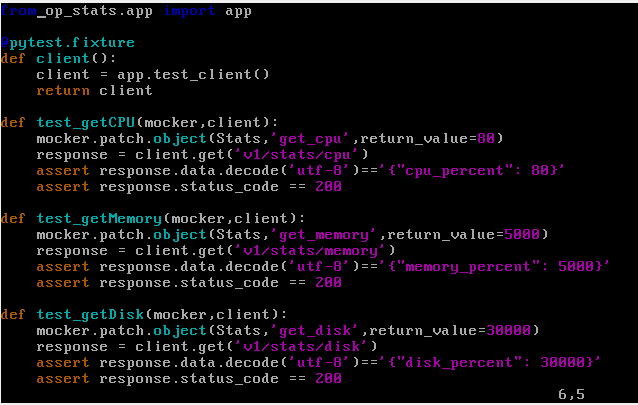 from op_stats.app import app

@pytest.fixture
def client():
    client = app.test_client()
    return client

def test_getCPU(mocker,client):
    mocker.patch.object(Stats,'get_cpu',return_value=80)
    response = client.get('v1/stats/cpu')
    assert response.data.decode('utf-8')=='{"cpu_percent": 80}'
    assert response.status_code == 200

def test_getMemory(mocker,client):
    mocker.patch.object(Stats,'get_memory',return_value=5000)
    response = client.get('v1/stats/memory')
    assert response.data.decode('utf-8')=='{"memory_percent": 5000}'
    assert response.status_code == 200

def test_getDisk(mocker,client):
    mocker.patch.object(Stats,'get_disk',return_value=30000)
    response = client.get('v1/stats/disk')
    assert response.data.decode('utf-8')=='{"disk_percent": 30000}'
    assert response.status_code == 200
6,5